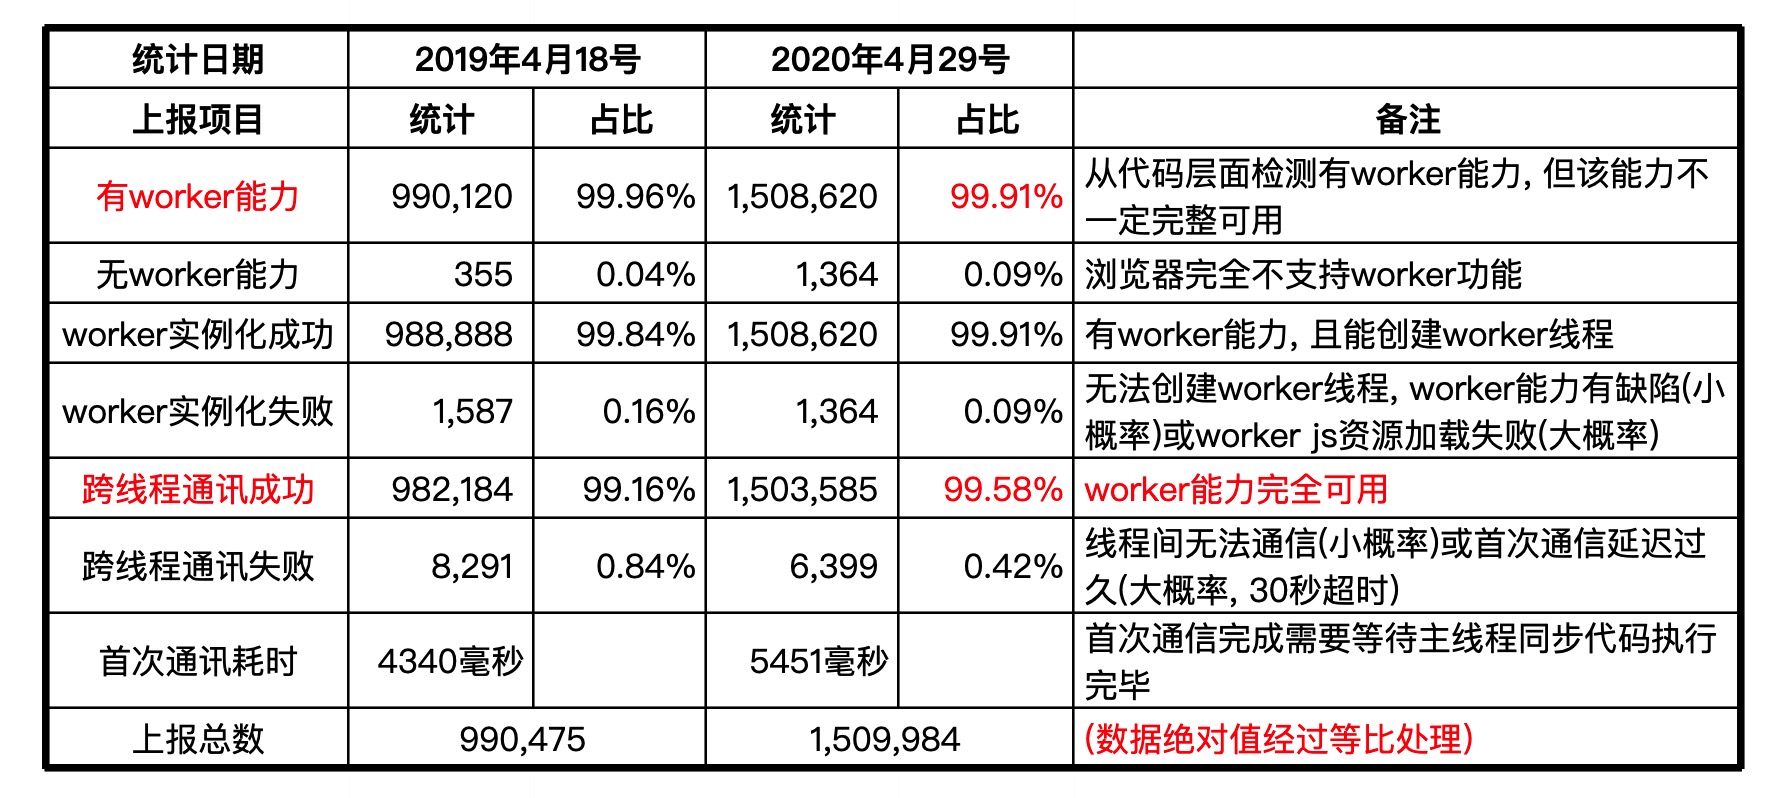 统计日期 2019年4月18号 2020年4月29号
上报项目 统计 占比 统计 占比 备注
有worker能力 990,120 99.96% 1,508,620 99.91% 从代码层面检测有worker能力, 但该能力不
一定完整可用
无worker能力 355 0.04% 1,364 0.09% 浏览器完全不支持worker功能
worker实例化成功 988,888 99.84% 1,508,620 99.91% 有worker能力, 且能创建worker线程
worker实例化失败 1,587 0.16% 1,364 0.09% 无法创建worker线程, worker能力有缺陷(小
概率)或worker js资源加载失败(大概率)
跨线程通讯成功 982,184 99.16% 1,503,585 99.58% worker能力完全可用
跨线程通讯失败 8,291 0.84% 6,399 0.42% 线程间无法通信(小概率)或首次通信延迟过
久(大概率, 30秒超时)
首次通讯耗时 4340毫秒 5451毫秒 首次通信完成需要等待主线程同步代码执行
完毕
上报总数 990,475 1,509,984 (数据绝对值经过等比处理)